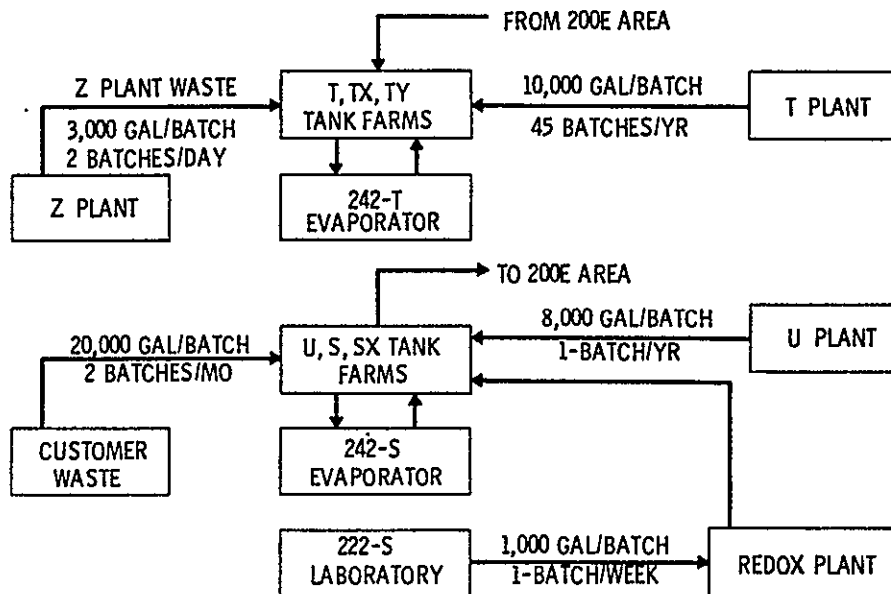 FROM 200E AREA
Z PLANT WASTE
3,000 GAL/BATCH
2 BATCHES/DAY
Z PLANT
T, TX, TY
TANK FARMS
10,000 GAL/BATCH
45 BATCHES/YR
T PLANT
242-T
EVAPORATOR
TO 200E AREA
20,000 GAL/BATCH
2 BATCHES/MO
CUSTOMER
WASTE
U, S, SX TANK
FARMS
8,000 GAL/BATCH
1-BATCH/YR
U PLANT
242-S
EVAPORATOR
222-S
LABORATORY
1,000 GAL/BATCH
1-BATCH/WEEK
REDOX PLANT